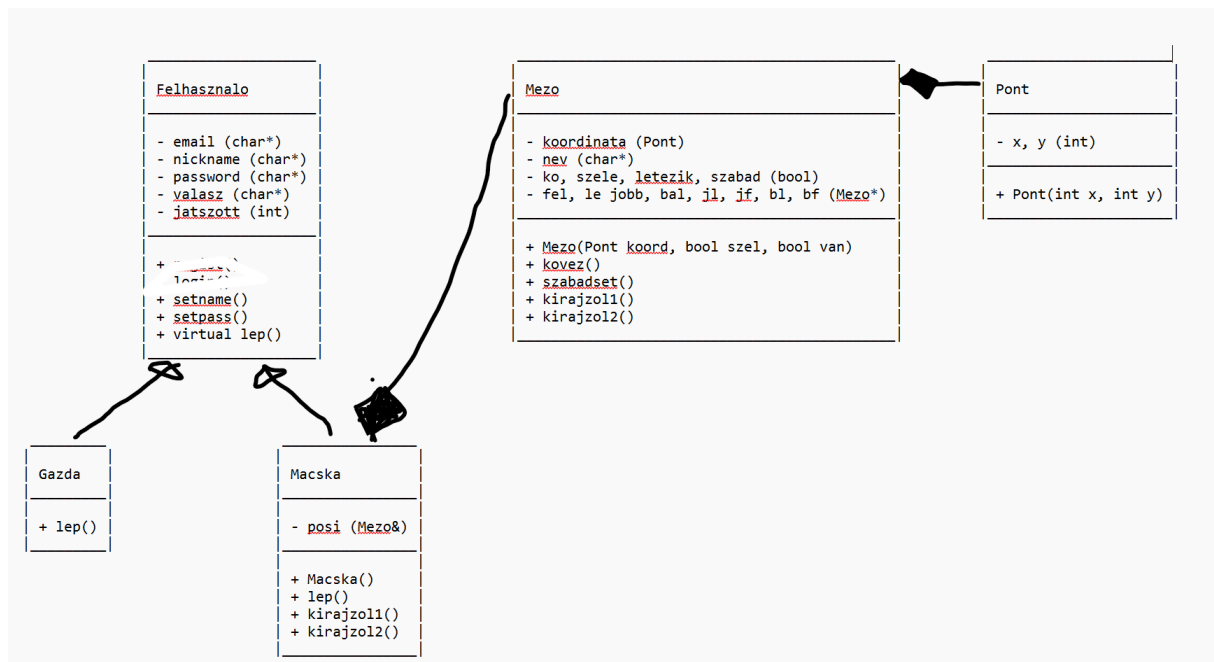 Felhasznalo
- email (char*)
- nickname (char*)
- password (char*)
- valasz (char*)
- jatszott (int)
+
+ setname()
+ setpass()
+ virtual lep()
Mezo
- koordinata (Pont)
- nev (char*)
- ko, szele, letezik, szabad (bool)
- fel, le jobb, bal, jl, jf, bl, bf (Mezo*)
+ Mezo(Pont koord, bool szel, bool van)
+ kovez()
+ szabadset()
+ kirajzol1()
+ kirajzol2()
Pont
- x, y (int)
+ Pont(int x, int y)
Gazda
+ lep()
Macska
- posi (Mezo&)
+ Macska()
+ lep()
+ kirajzol1()
+ kirajzol2()